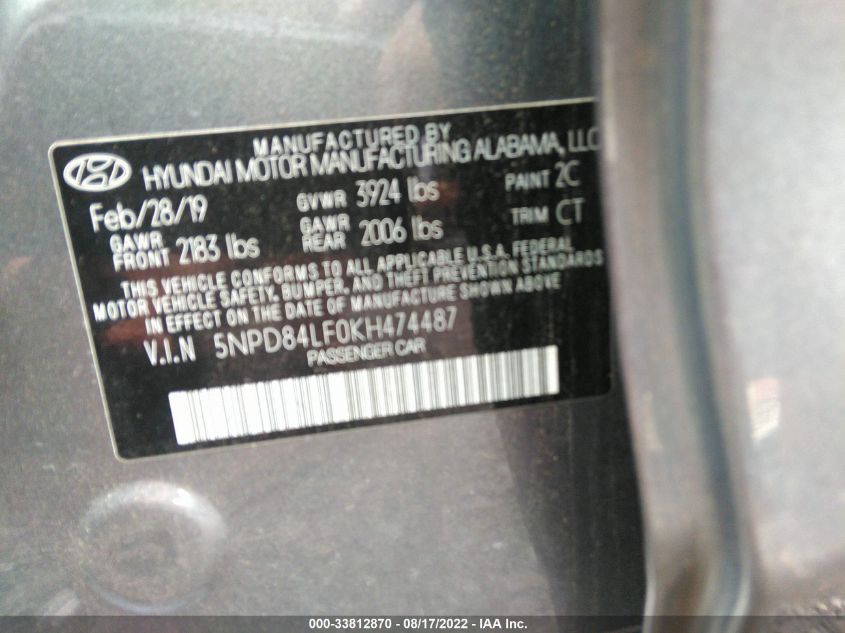 MANUFACTURED BY
HYUNDAI MOTOR MANUFACTURING ALABAMA, LLC
Feb/28/19 GVWR 3924 lbs PAINT 2C
GAWR FRONT 2183 lbs GAWR REAR 2006 lbs TRIM CT
THIS VEHICLE CONFORMS TO ALL APPLICABLE U.S.A. FEDERAL
MOTOR VEHICLE SAFETY, BUMPER, AND THEFT PREVENTION STANDARDS
IN EFFECT ON THE DATE OF MANUFACTURE SHOWN ABOVE
V.I.N 5NPD84LF0KH474487
PASSENGER CAR
000-33812870 - 08/17/2022 - IAA Inc.